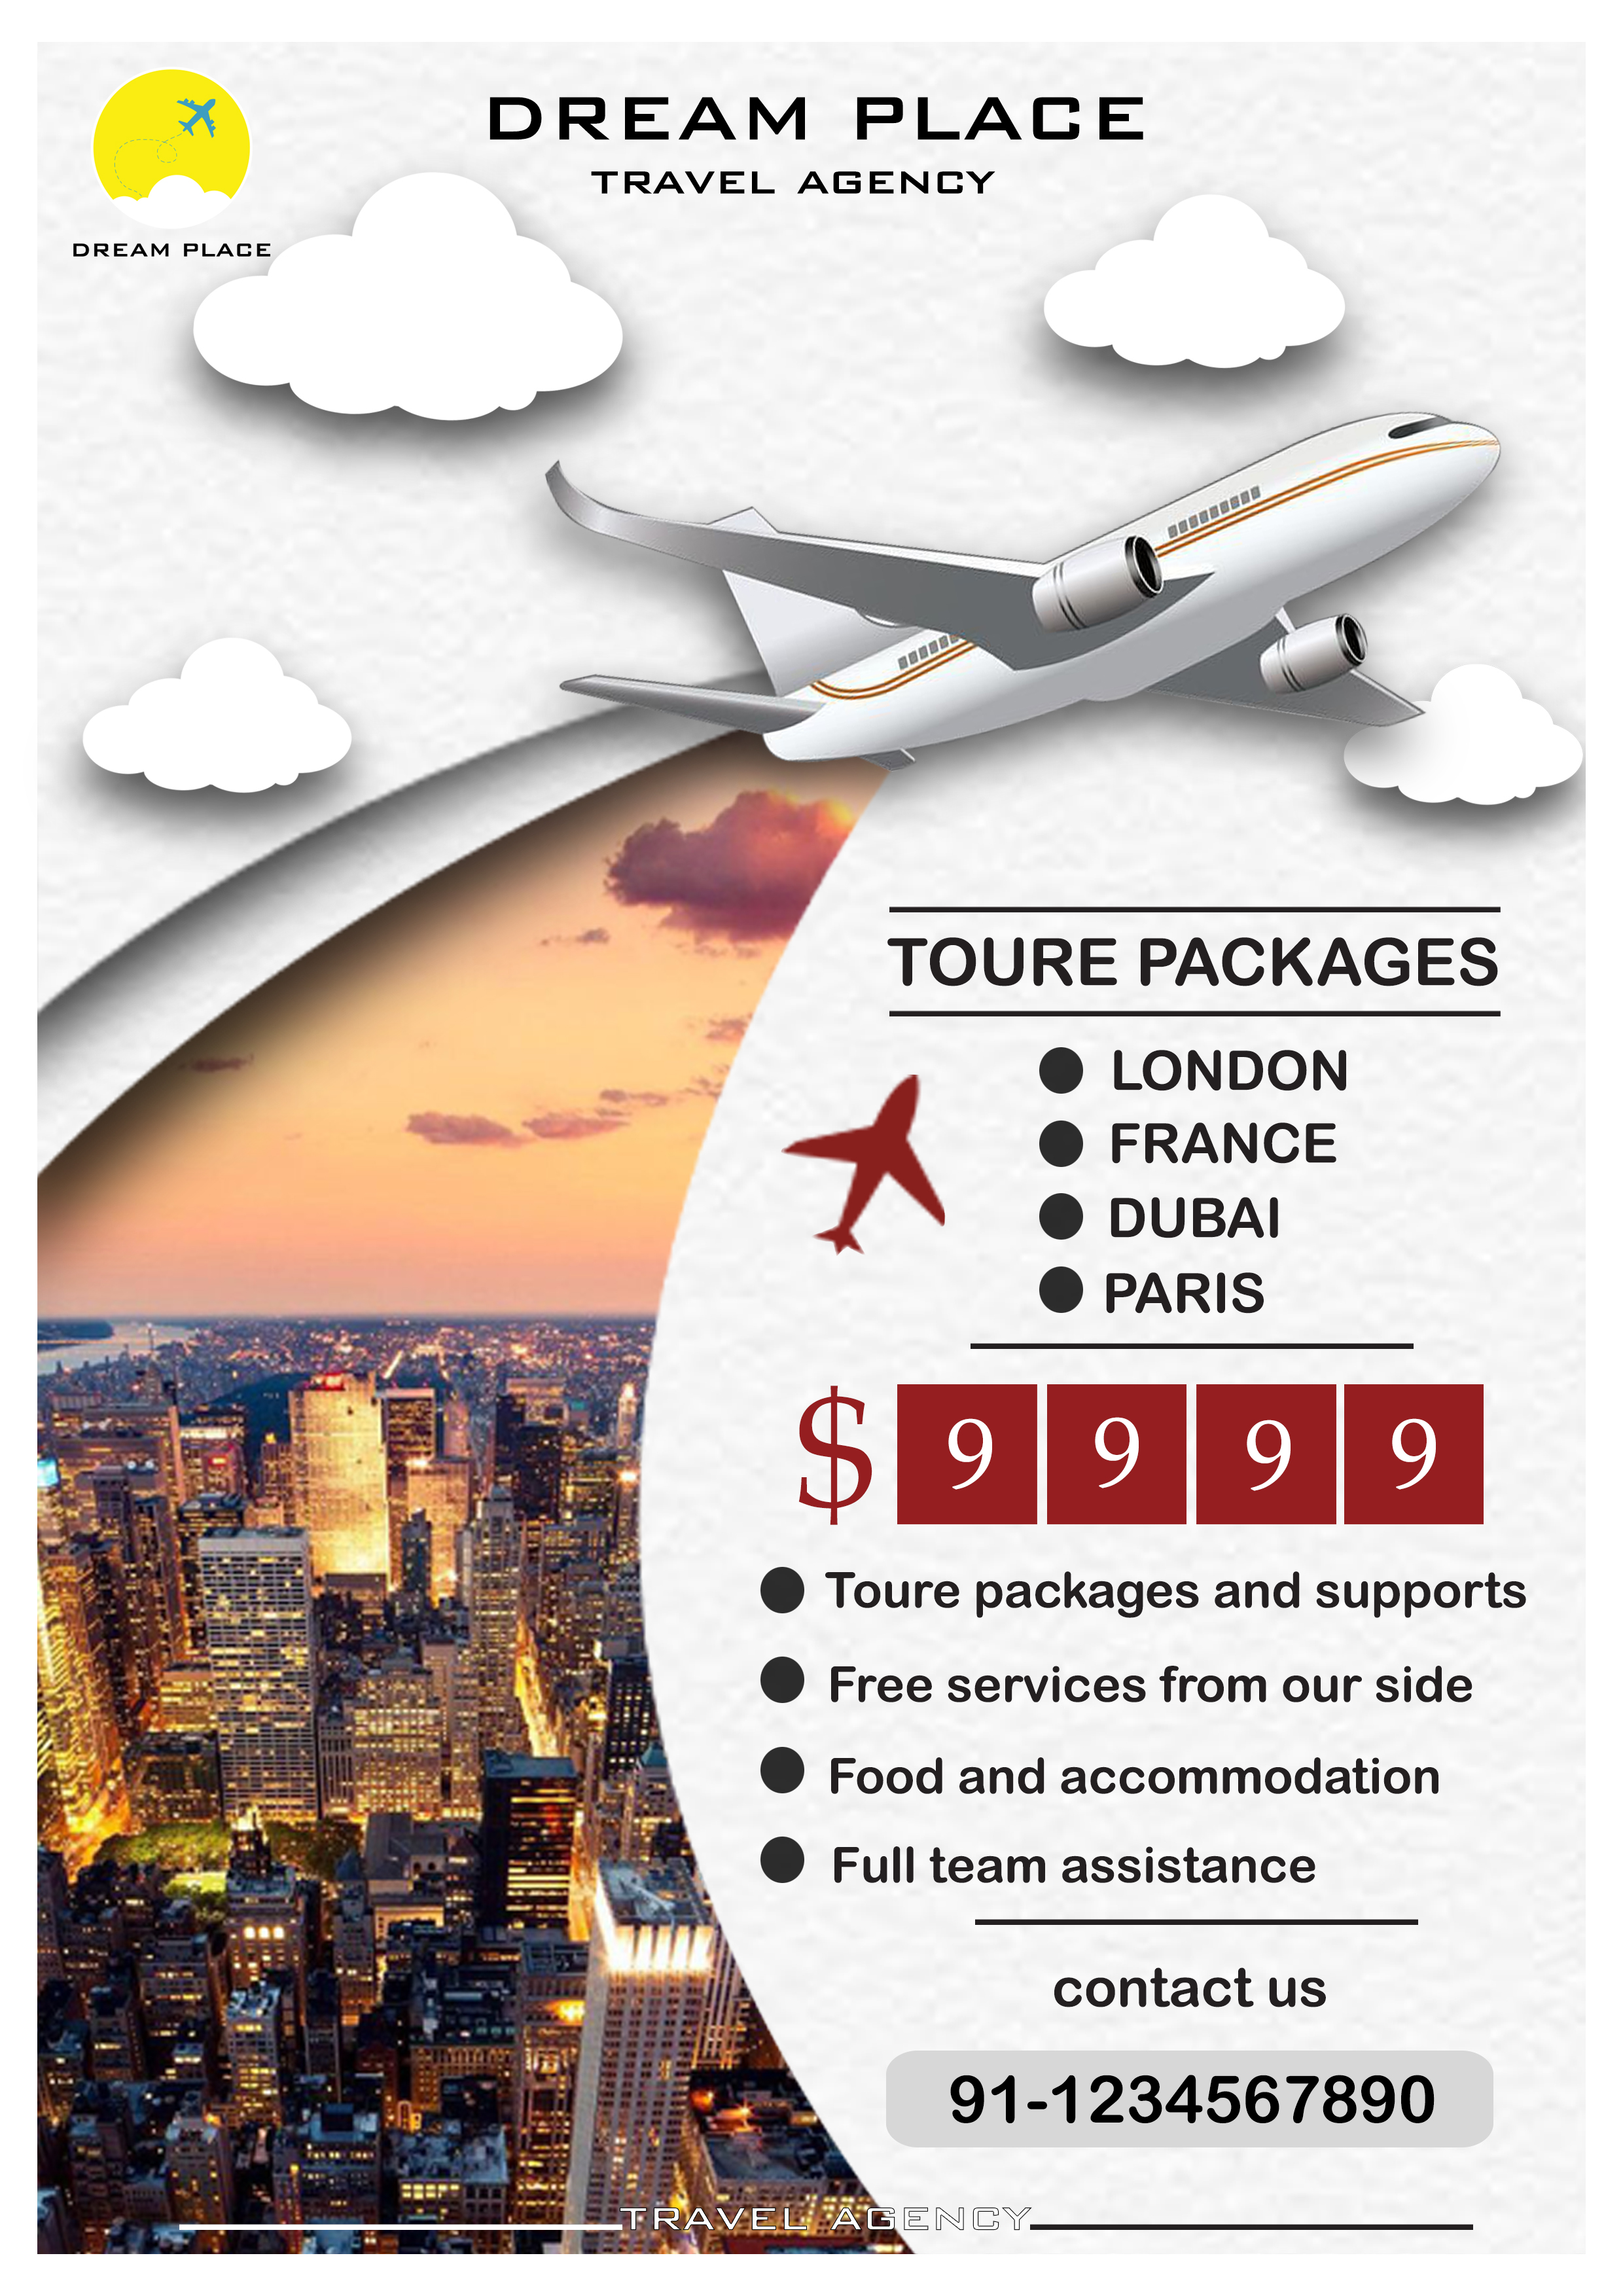 DREAM PLACE
TRAVEL AGENCY
DREAM PLACE
TOURE PACKAGES
LONDON
FRANCE
DUBAI
PARIS
$ 9 9 9 9
Toure packages and supports
Free services from our side
Food and accommodation
Full team assistance
contact us
91-1234567890
TRAVEL AGENCY